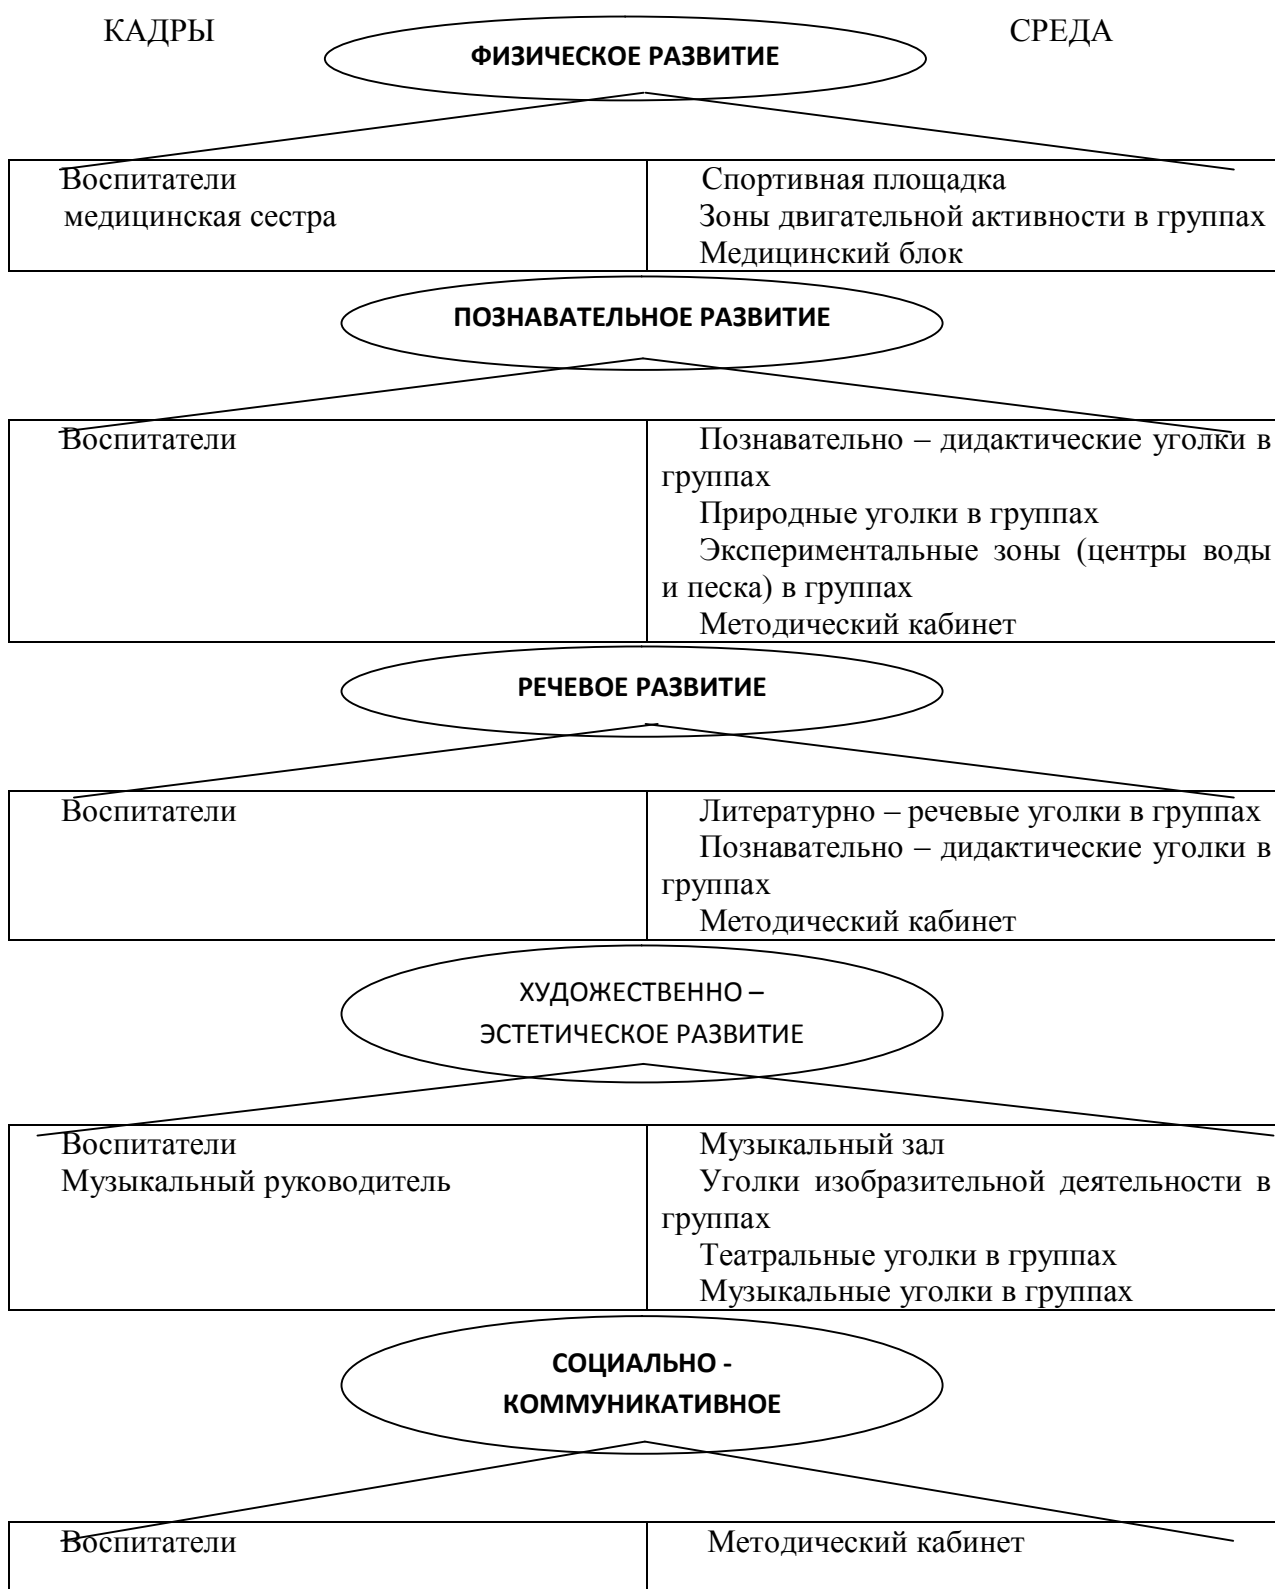 КАДРЫ
СРЕДА
ФИЗИЧЕСКОЕ РАЗВИТИЕ
Воспитатели
медицинская сестра
Спортивная площадка
Зоны двигательной активности в группах
Медицинский блок
ПОЗНАВАТЕЛЬНОЕ РАЗВИТИЕ
Воспитатели
Познавательно – дидактические уголки в
группах
Природные уголки в группах
Экспериментальные зоны (центры воды
и песка) в группах
Методический кабинет
РЕЧЕВОЕ РАЗВИТИЕ
Воспитатели
Литературно – речевые уголки в группах
Познавательно – дидактические уголки в
группах
Методический кабинет
ХУДОЖЕСТВЕННО –
ЭСТЕТИЧЕСКОЕ РАЗВИТИЕ
Воспитатели
Музыкальный руководитель
Музыкальный зал
Уголки изобразительной деятельности в
группах
Театральные уголки в группах
Музыкальные уголки в группах
СОЦИАЛЬНО -
КОММУНИКАТИВНОЕ
Воспитатели
Методический кабинет